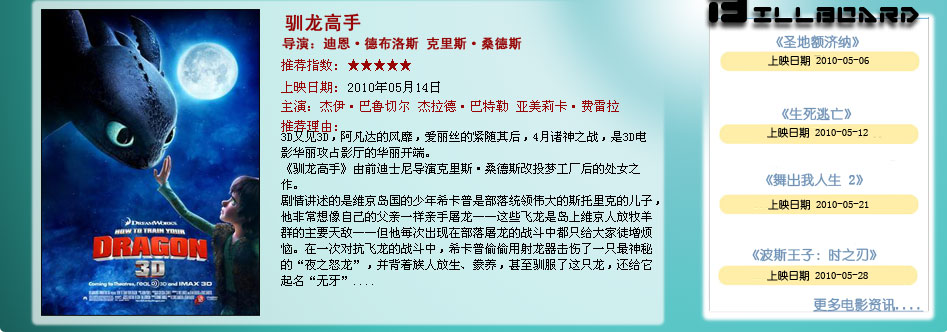 驯龙高手
导演：迪恩·德布洛斯 克里斯·桑德斯
推荐指数：★★★★★
上映日期：2010年05月14日
主演：杰伊·巴鲁切尔 杰拉德·巴特勒 亚美莉卡·费雷拉
推荐理由：
3D又见3D，阿凡达的风靡，爱丽丝的紧随其后，4月诸神之战，是3D电
影华丽攻占影厅的华丽开端。
《驯龙高手》由前迪士尼导演克里斯·桑德斯改投梦工厂后的处女之
作。
剧情讲述的是维京岛国的少年希卡普是部落统领伟大的斯托里克的儿子，
他非常想像自己的父亲一样亲手屠龙——这些飞龙是岛上维京人放牧羊
群的主要天敌——但他每次出现在部落屠龙的战斗中都只给大家徒增烦
恼。在一次对抗飞龙的战斗中，希卡普偷偷用射龙器击伤了一只最神秘
的“夜之怒龙”，并背着族人放生、豢养，甚至驯服了这只龙，还给它
起名“无牙”....
DREAMWORKS
HOW TO TRAIN YOUR
DRAGON
3D
Coming to Theatres, REAL D 3D and IMAX 3D
BILLBOARD
《圣地额济纳》
上映日期 2010-05-06
《生死逃亡》
上映日期 2010-05-12
《舞出我人生 2》
上映日期 2010-05-21
《波斯王子：时之刃》
上映日期 2010-05-28
更多电影资讯....